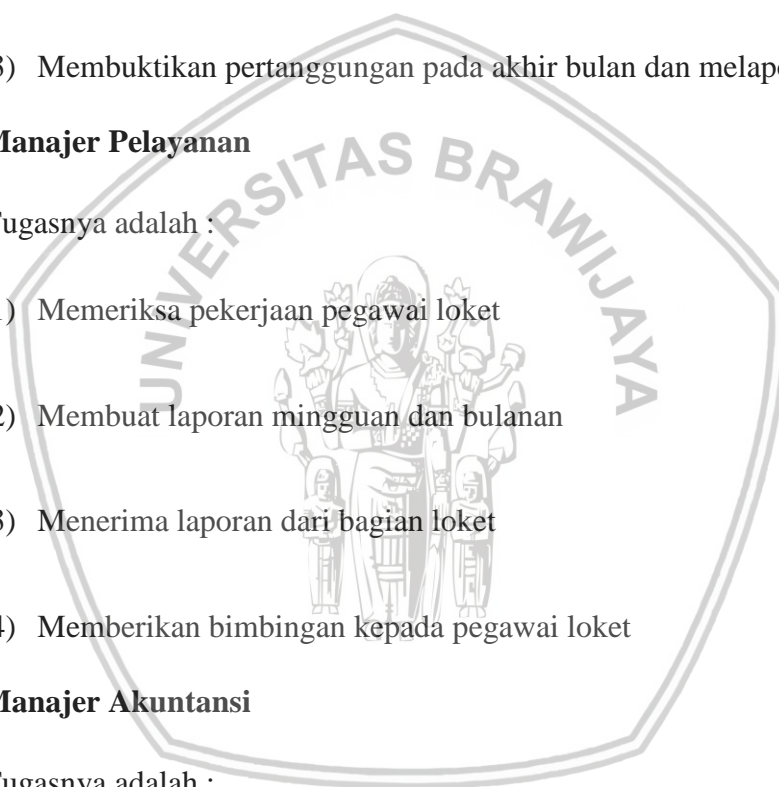 3) Membuktikan pertanggungan pada akhir bulan dan
Manajer Pelayanan
Tugasnya adalah :
1) Memeriksa pekerjaan pegawai loket
2) Membuat laporan mingguan dan bulanan
3) Menerima laporan dari bagian loket
4) Memberikan bimbingan kepada pegawai loket
Manajer Akuntansi
Tugasnya adalah :
UNIVERSITAS BRAWIJAYA